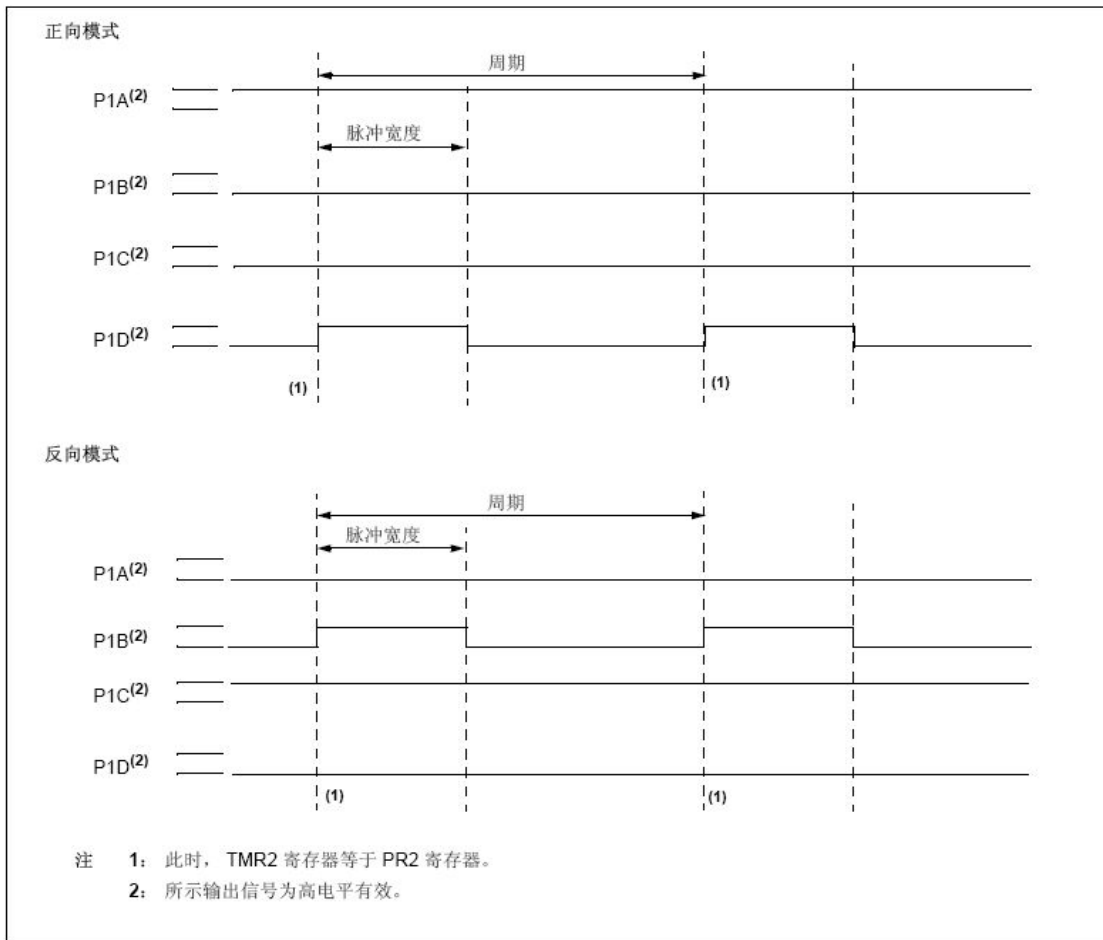 正向模式
周期
P1A(2)
脉冲宽度
P1B(2)
P1C(2)
P1D(2)
(1)
(1)
反向模式
周期
脉冲宽度
P1A(2)
P1B(2)
P1C(2)
P1D(2)
(1)
(1)
注 1： 此时， TMR2 寄存器等于 PR2 寄存器。
2： 所示输出信号为高电平有效。